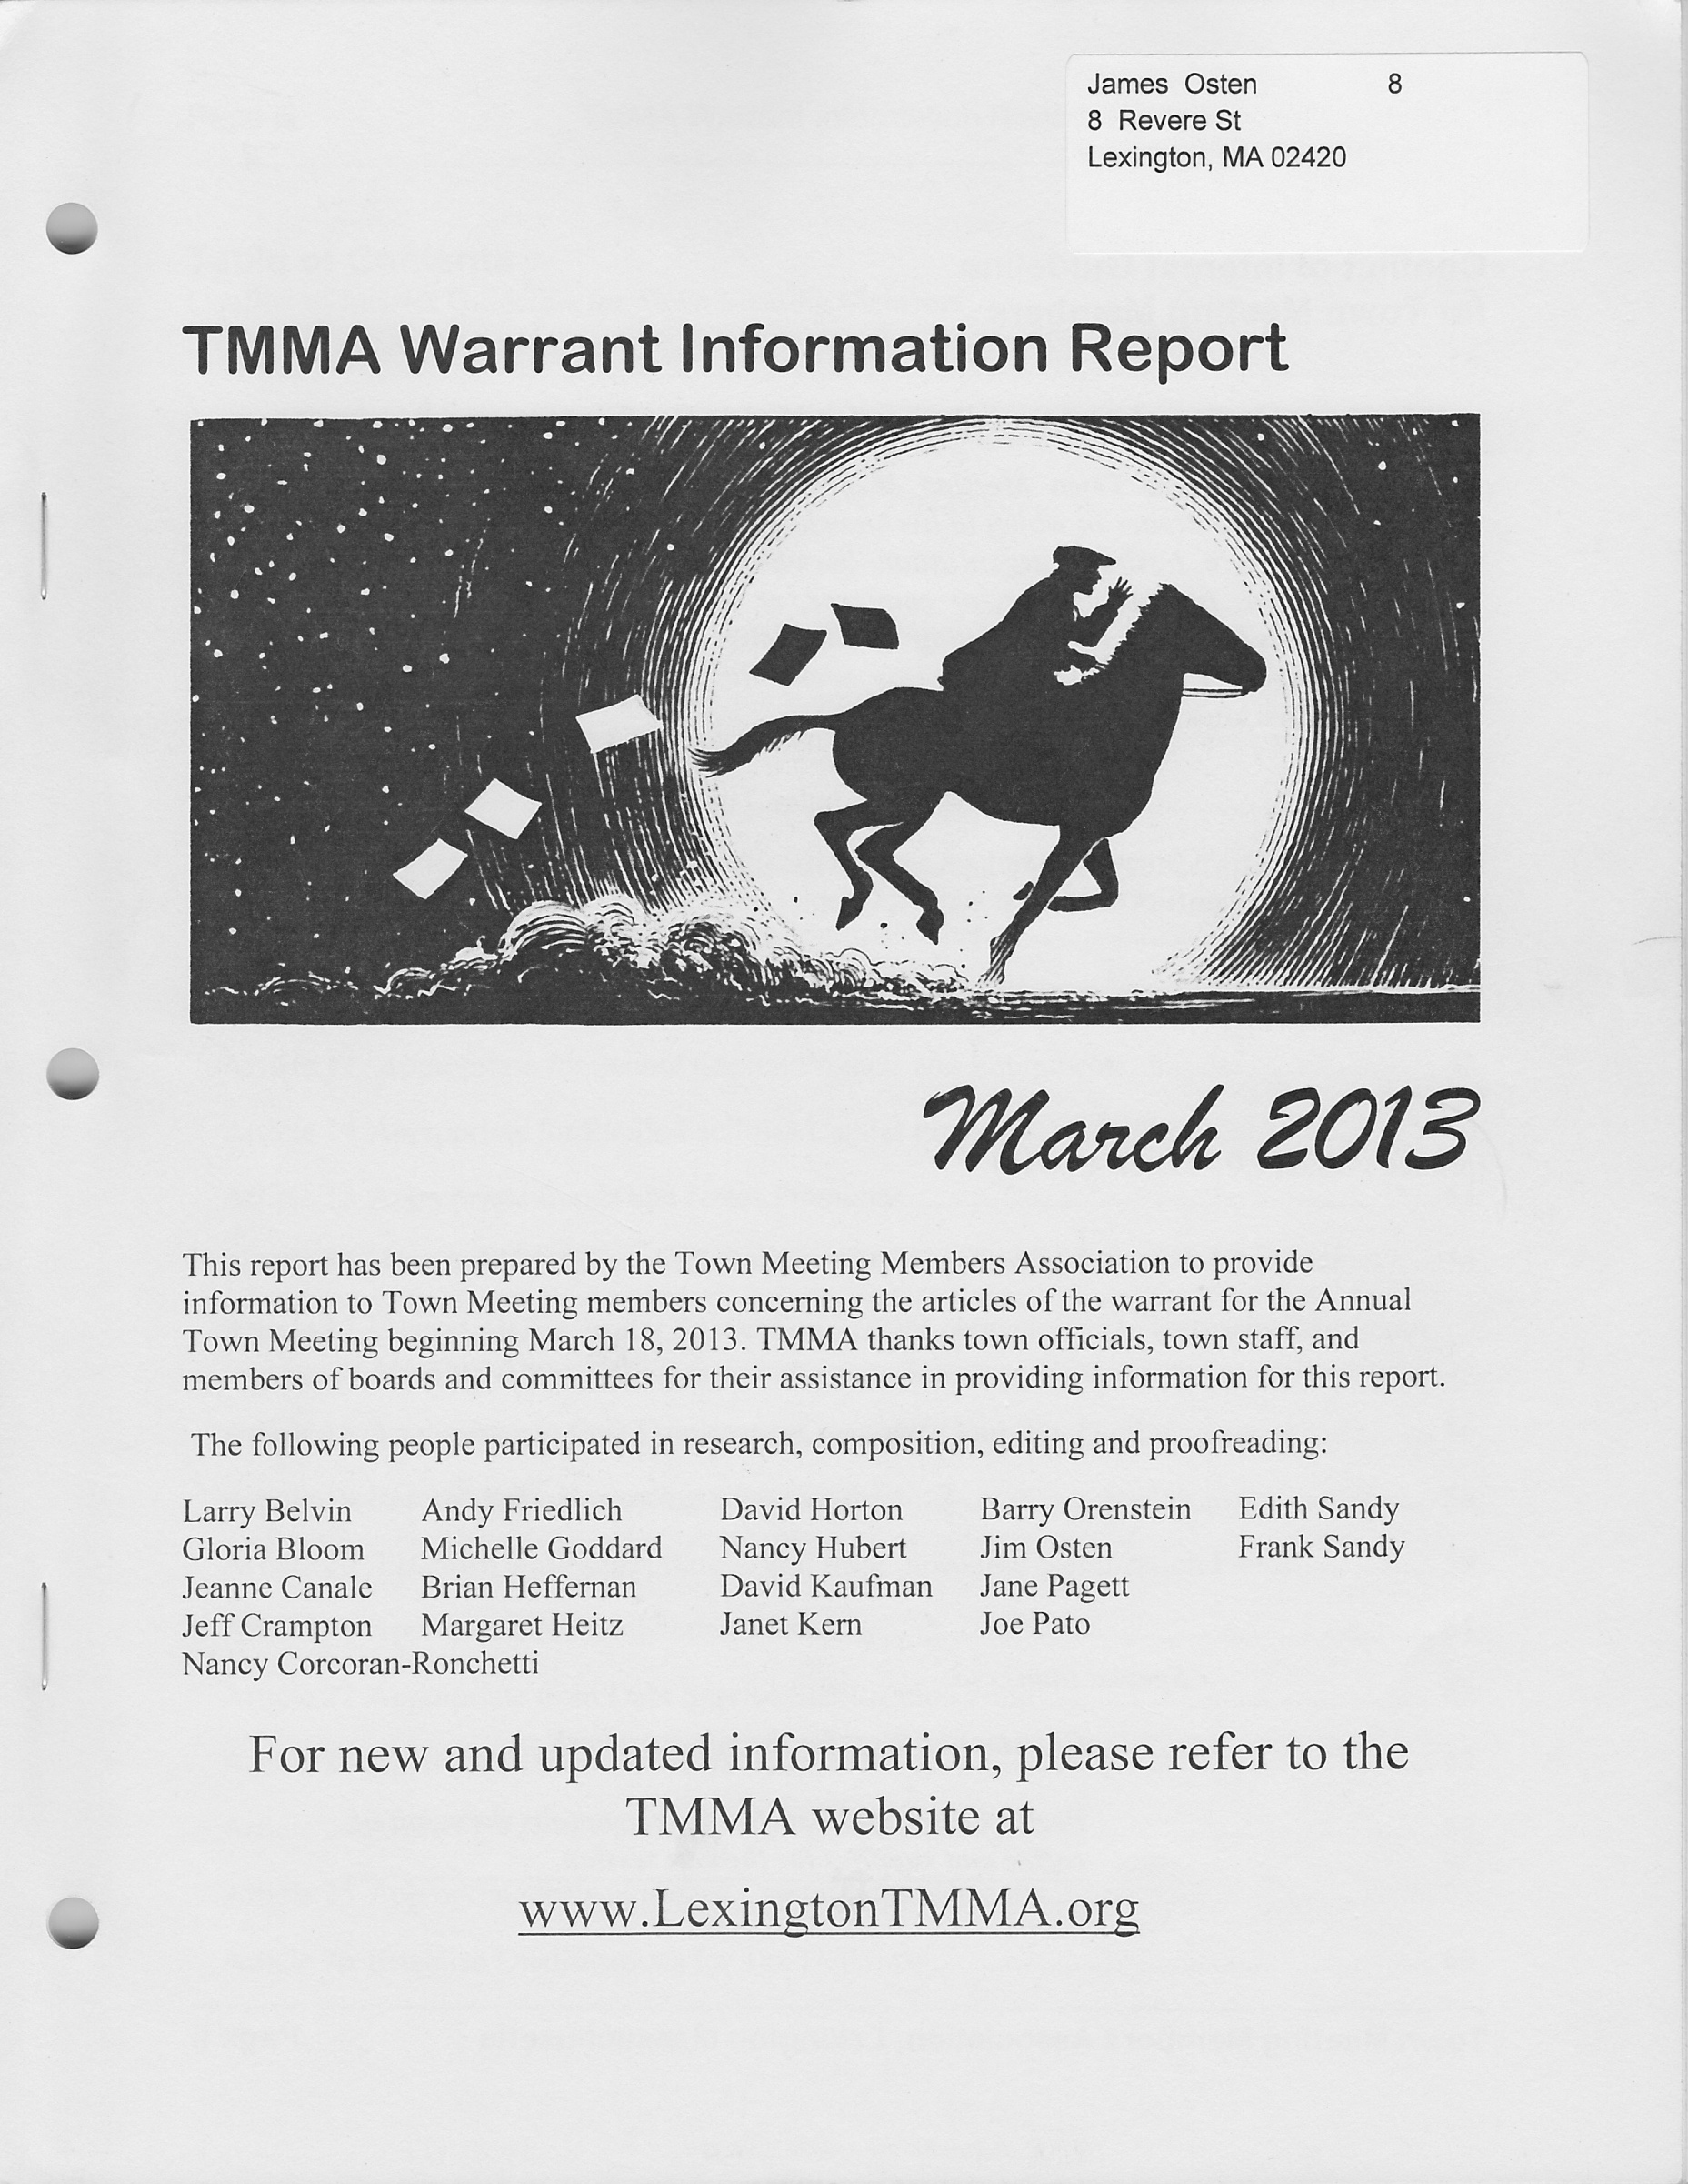 James Osten 8
8 Revere St
Lexington, MA 02420
TMMA Warrant Information Report
March 2013
This report has been prepared by the Town Meeting Members Association to provide
information to Town Meeting members concerning the articles of the warrant for the Annual
Town Meeting beginning March 18, 2013. TMMA thanks town officials, town staff, and
members of boards and committees for their assistance in providing information for this report.
The following people participated in research, composition, editing and proofreading:
Larry Belvin Andy Friedlich David Horton Barry Orenstein Edith Sandy
Gloria Bloom Michelle Goddard Nancy Hubert Jim Osten Frank Sandy
Jeanne Canale Brian Heffernan David Kaufman Jane Pagett
Jeff Crampton Margaret Heitz Janet Kern Joe Pato
Nancy Corcoran-Ronchetti
For new and updated information, please refer to the
TMMA website at
www.LexingtonTMMA.org